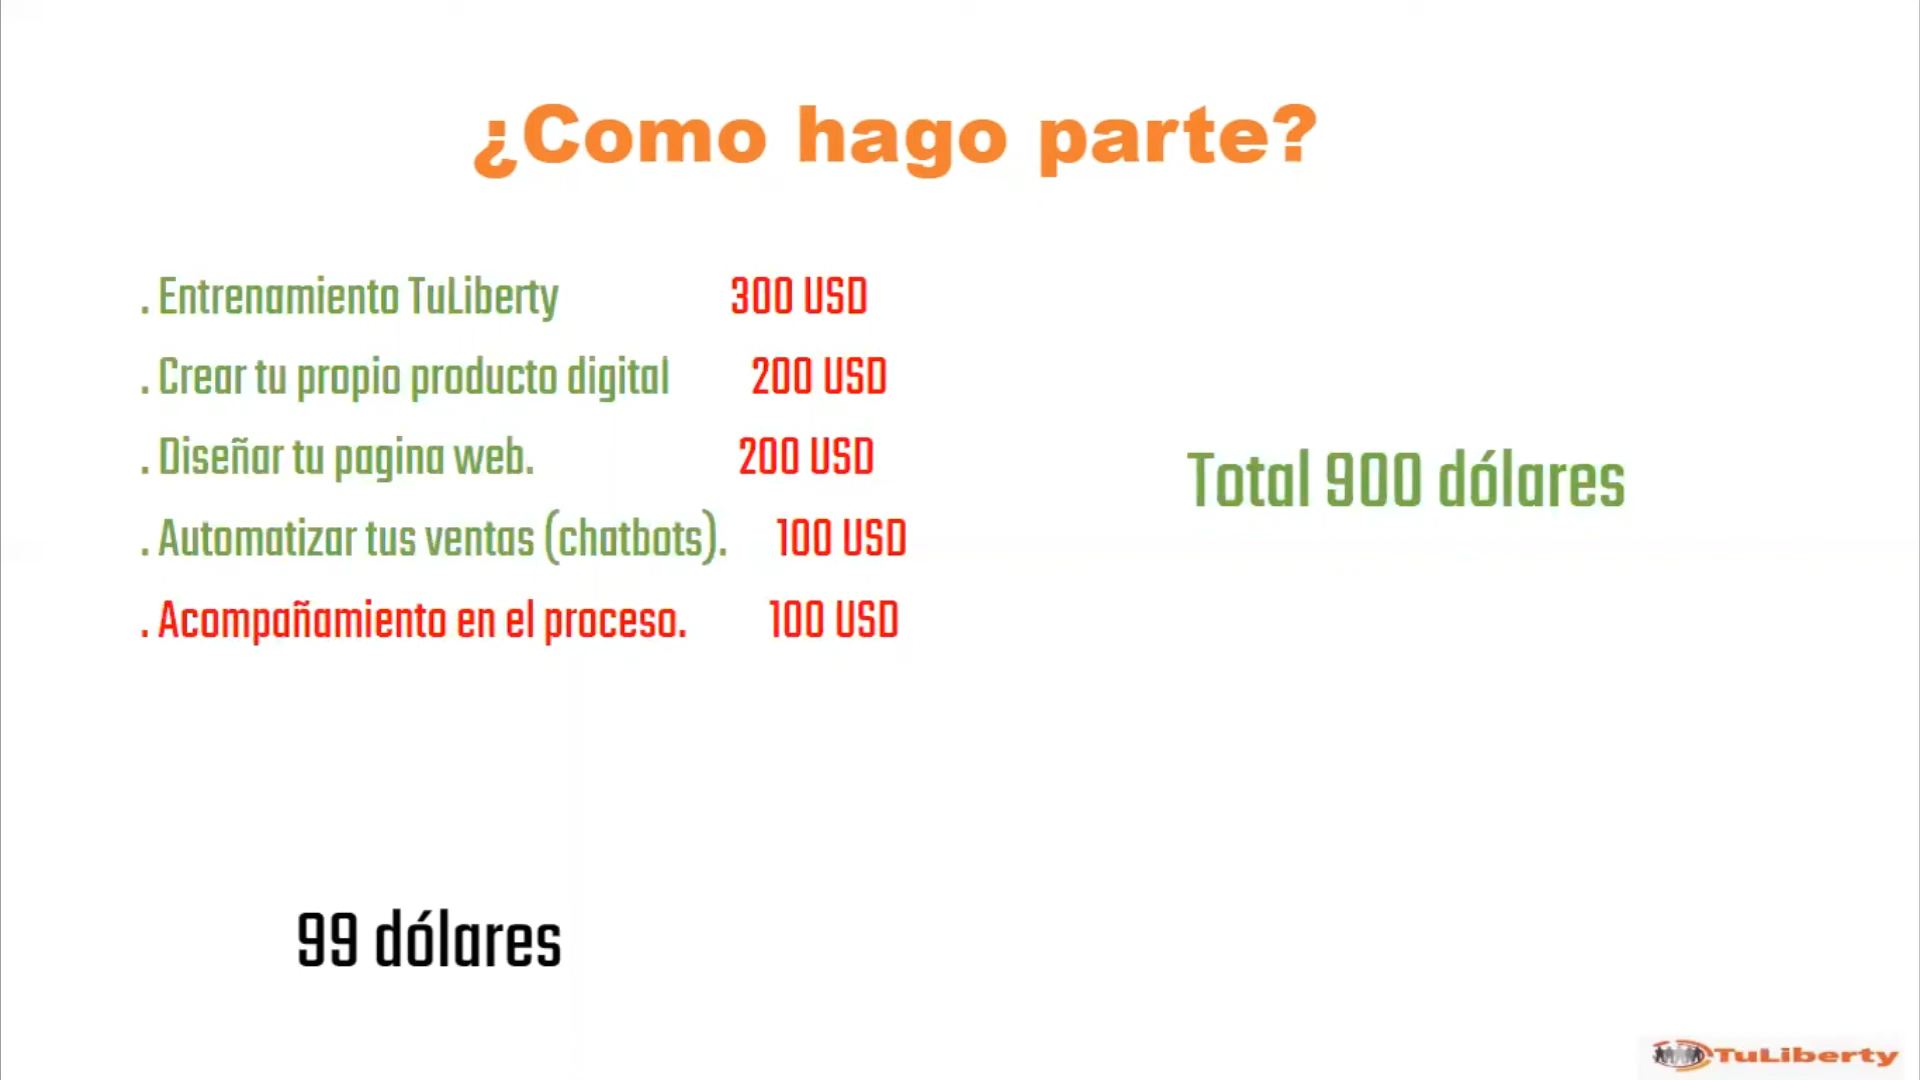 ¿Como hago parte?
. Entrenamiento TuLiberty 300 USD
. Crear tu propio producto digital 200 USD
. Diseñar tu pagina web. 200 USD
. Automatizar tus ventas (chatbots). 100 USD
. Acompañamiento en el proceso. 100 USD
Total 900 dólares
99 dólares
TuLiberty